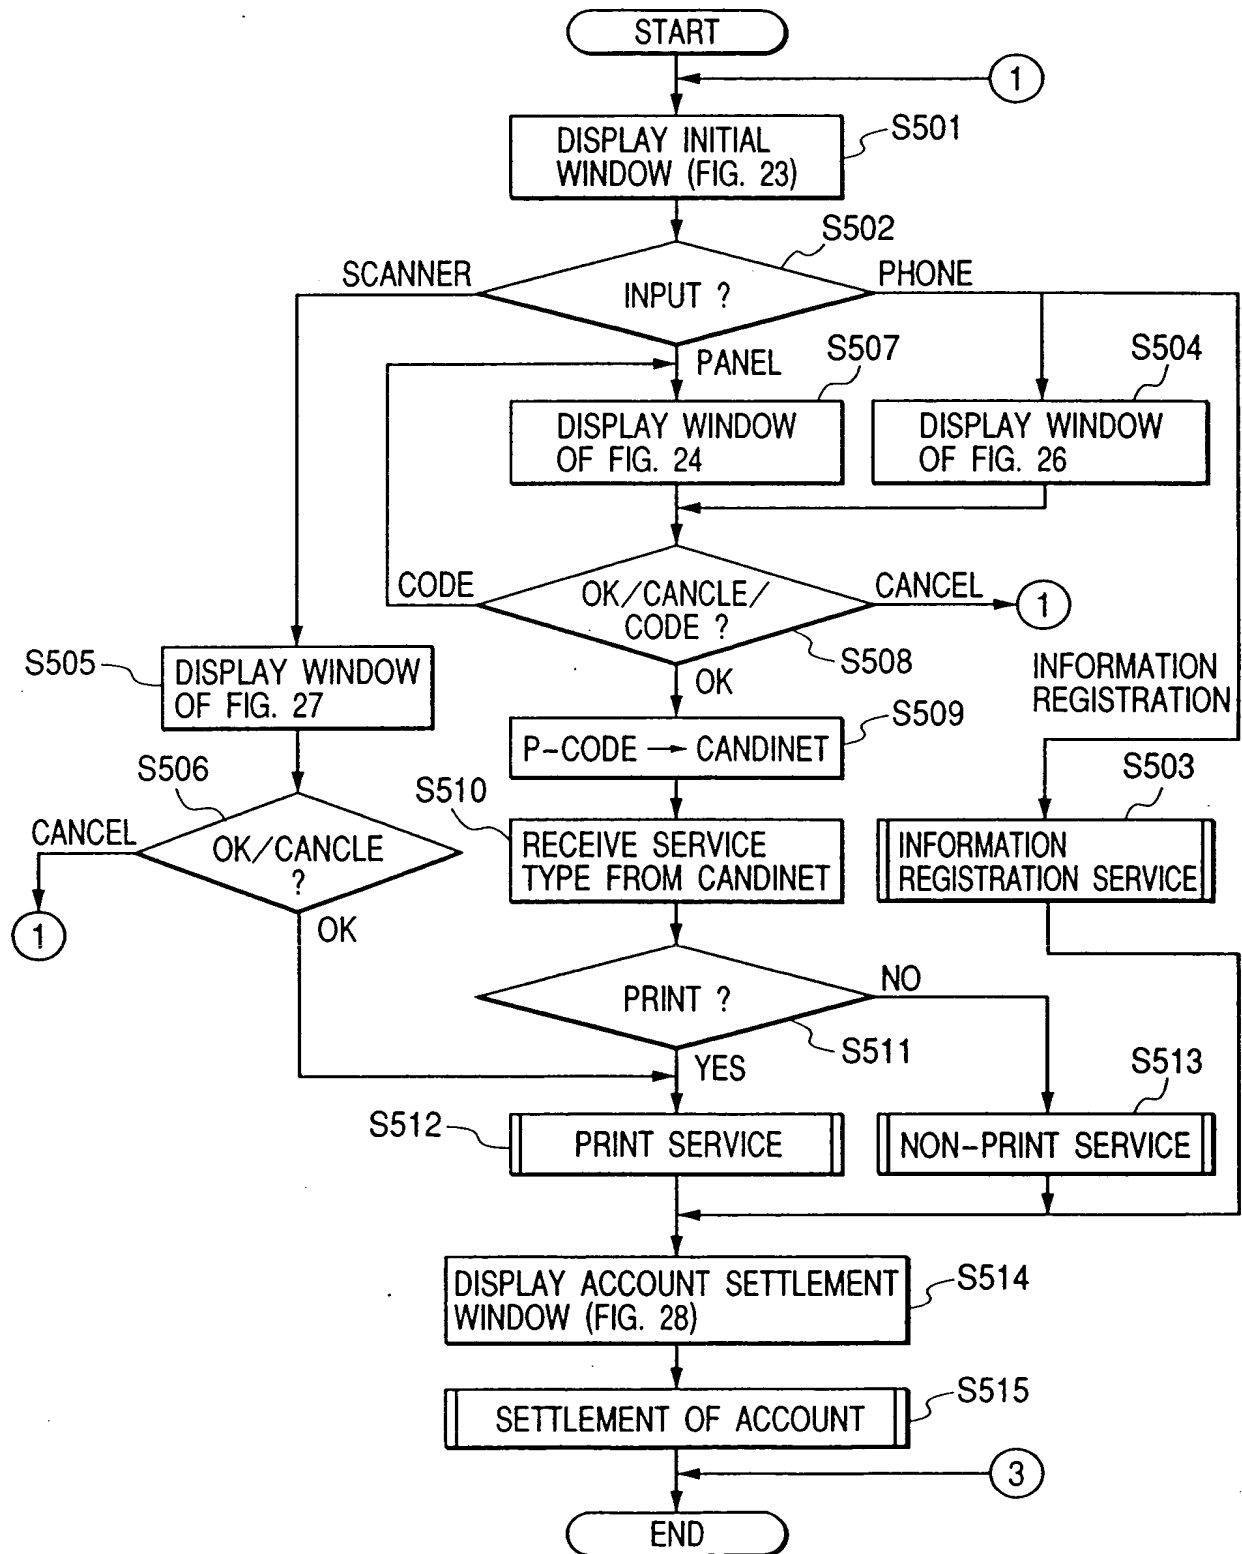 START
1
S501
DISPLAY INITIAL
WINDOW (FIG. 23)
S502
SCANNER
INPUT ?
PHONE
PANEL
S507
S504
DISPLAY WINDOW
OF FIG. 24
DISPLAY WINDOW
OF FIG. 26
CODE
OK/CANCLE/
CODE ?
CANCEL
1
S508
OK
S505
DISPLAY WINDOW
OF FIG. 27
INFORMATION
REGISTRATION
S509
P-CODE → CANDINET
S506
S510
S503
CANCEL
OK/CANCLE
?
RECEIVE SERVICE
TYPE FROM CANDINET
INFORMATION
REGISTRATION SERVICE
1
OK
PRINT ?
NO
S511
YES
S513
S512
PRINT SERVICE
NON-PRINT SERVICE
DISPLAY ACCOUNT SETTLEMENT
WINDOW (FIG. 28)
S514
S515
SETTLEMENT OF ACCOUNT
3
END